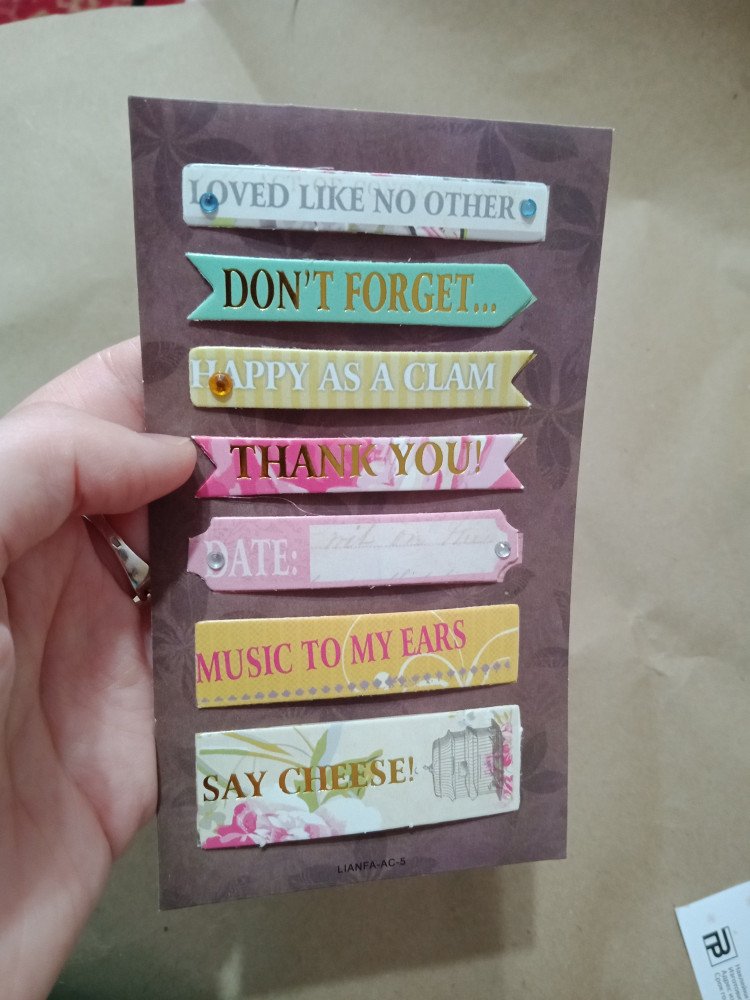 LOVED LIKE NO OTHER
DON'T FORGET...
HAPPY AS A CLAM
THANK YOU!
DATE:
MUSIC TO MY EARS
SAY CHEESE!
LIANFA-AC-5